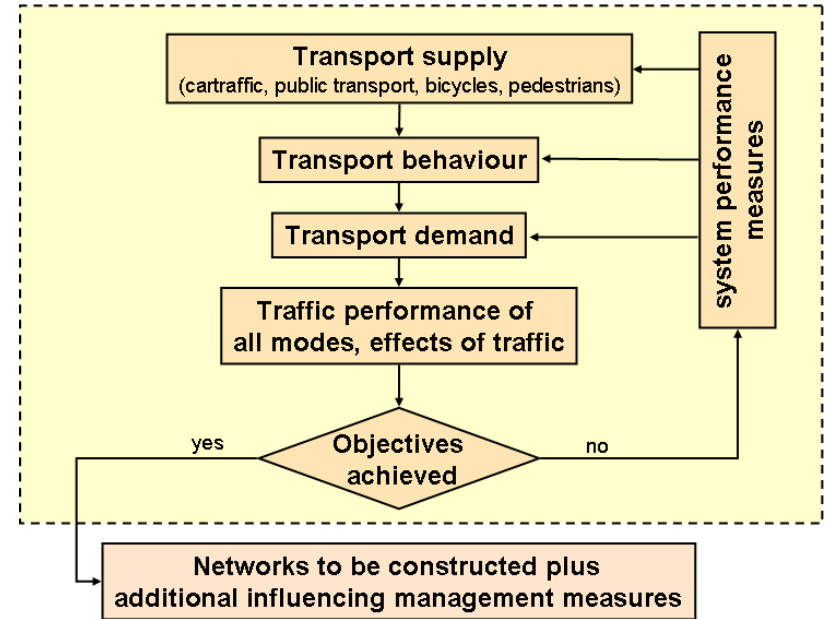 Transport supply
(cartraffic, public transport, bicycles, pedestrians)
Transport behaviour
Transport demand
Traffic performance of
all modes, effects of traffic
system performance
measures
yes
Objectives
achieved
no
Networks to be constructed plus
additional influencing management measures